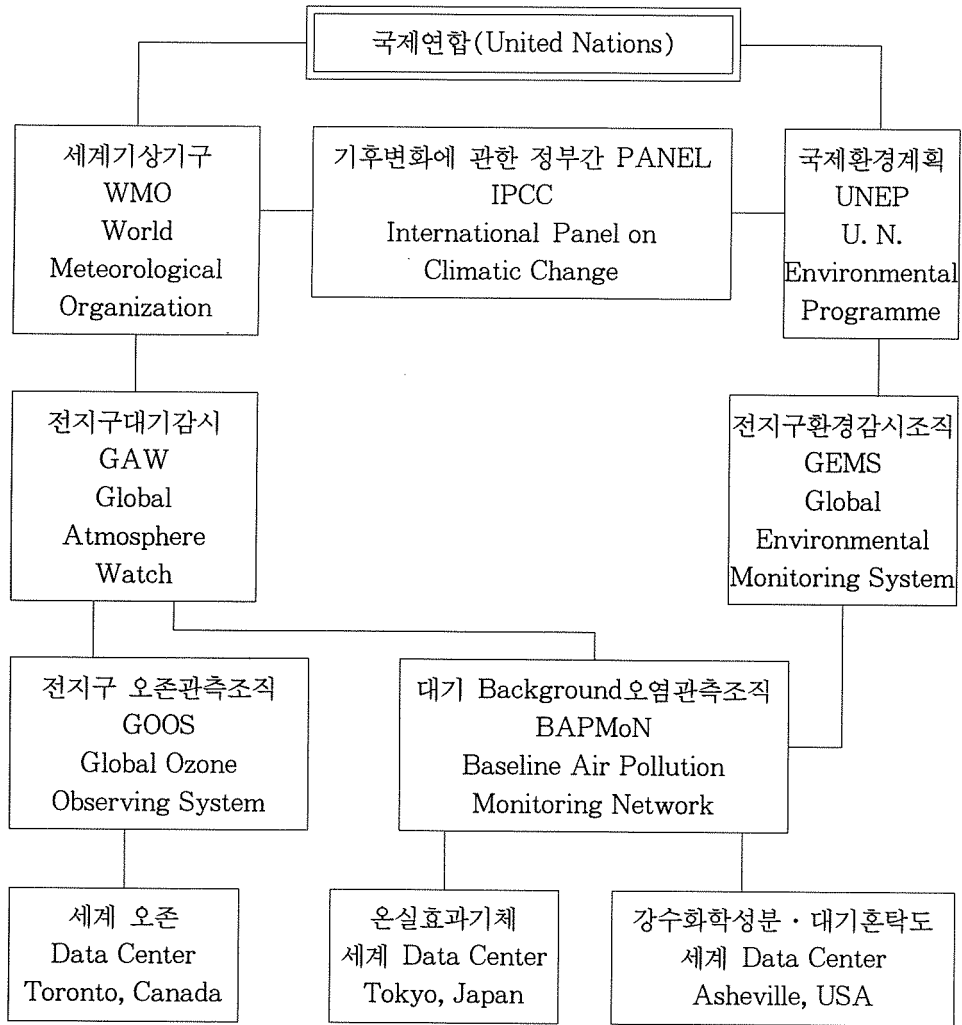 국제연합(United Nations)
세계기상기구
WMO
World
Meteorological
Organization
기후변화에 관한 정부간 PANEL
IPCC
International Panel on
Climatic Change
국제환경계획
UNEP
U. N.
Environmental
Programme
전지구대기감시
GAW
Global
Atmosphere
Watch
전지구환경감시조직
GEMS
Global
Environmental
Monitoring System
전지구 오존관측조직
GOOS
Global Ozone
Observing System
대기 Background오염관측조직
BAPMoN
Baseline Air Pollution
Monitoring Network
세계 오존
Data Center
Toronto, Canada
온실효과기체
세계 Data Center
Tokyo, Japan
강수화학성분 · 대기혼탁도
세계 Data Center
Asheville, USA